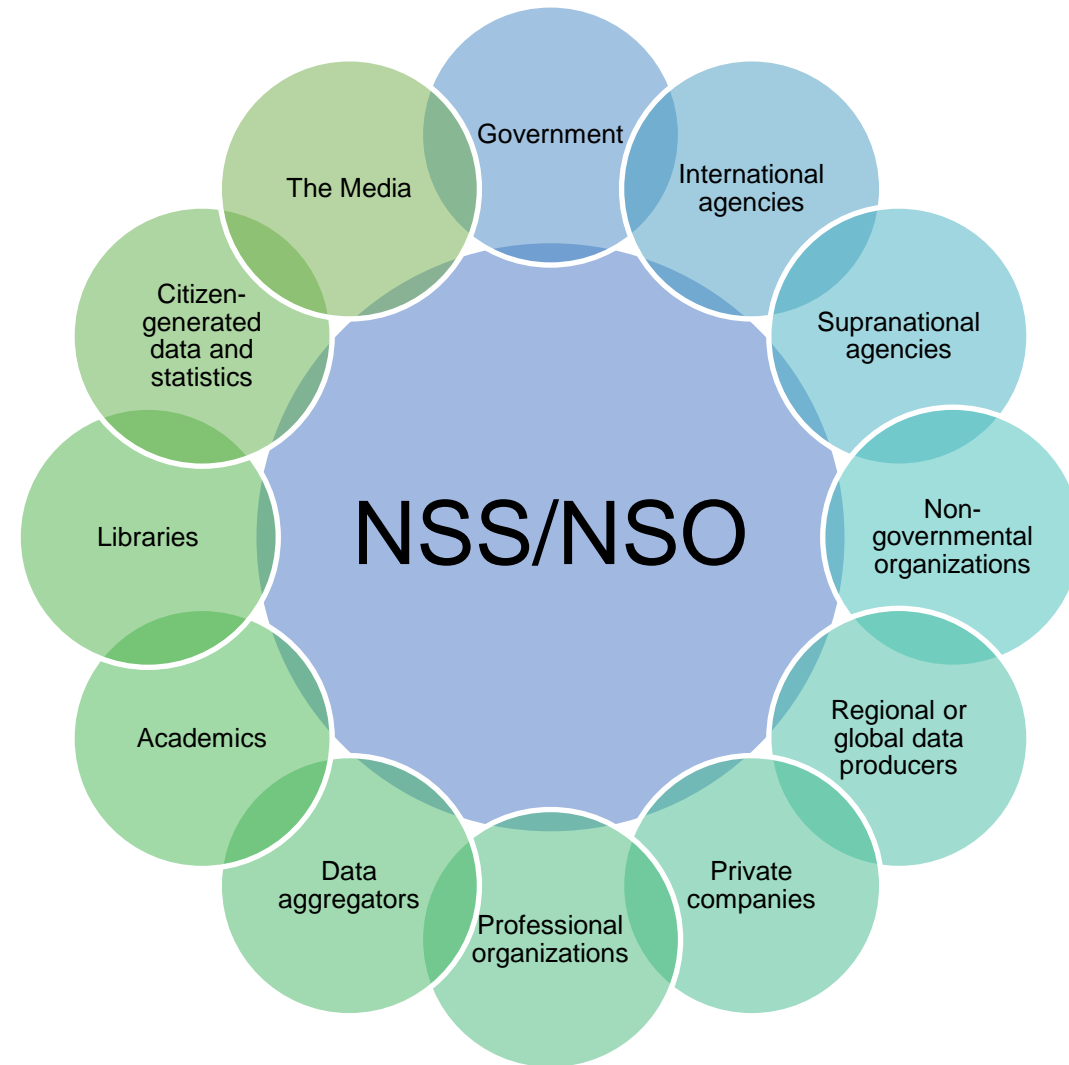 Government
International
agencies
Supranational
agencies
Non-
governmental
organizations
Regional or
global data
producers
Private
companies
Professional
organizations
Data
aggregators
Academics
Libraries
Citizen-
generated
data and
statistics
The Media
NSS/NSO